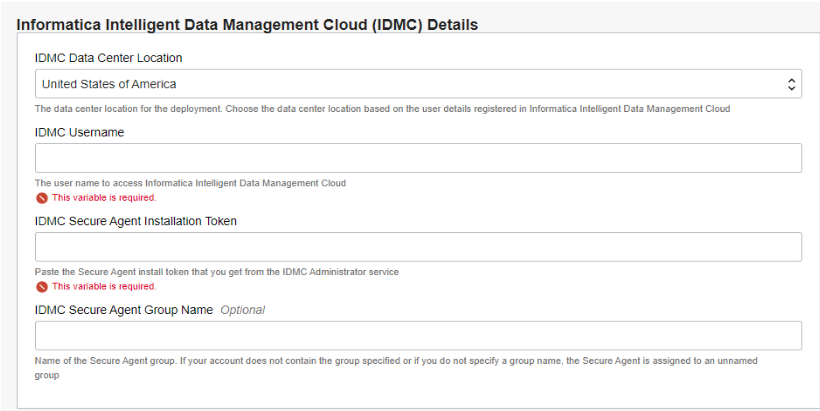 Informatica Intelligent Data Management Cloud (IDMC) Details
IDMC Data Center Location
United States of America
The data center location for the deployment. Choose the data center location based on the user details registered in Informatica Intelligent Data Management Cloud
IDMC Username
The user name to access Informatica Intelligent Data Management Cloud
This variable is required.
IDMC Secure Agent Installation Token
Paste the Secure Agent install token that you get from the IDMC Administrator service
This variable is required.
IDMC Secure Agent Group Name Optional
Name of the Secure Agent group. If your account does not contain the group specified or if you do not specify a group name, the Secure Agent is assigned to an unnamed
group